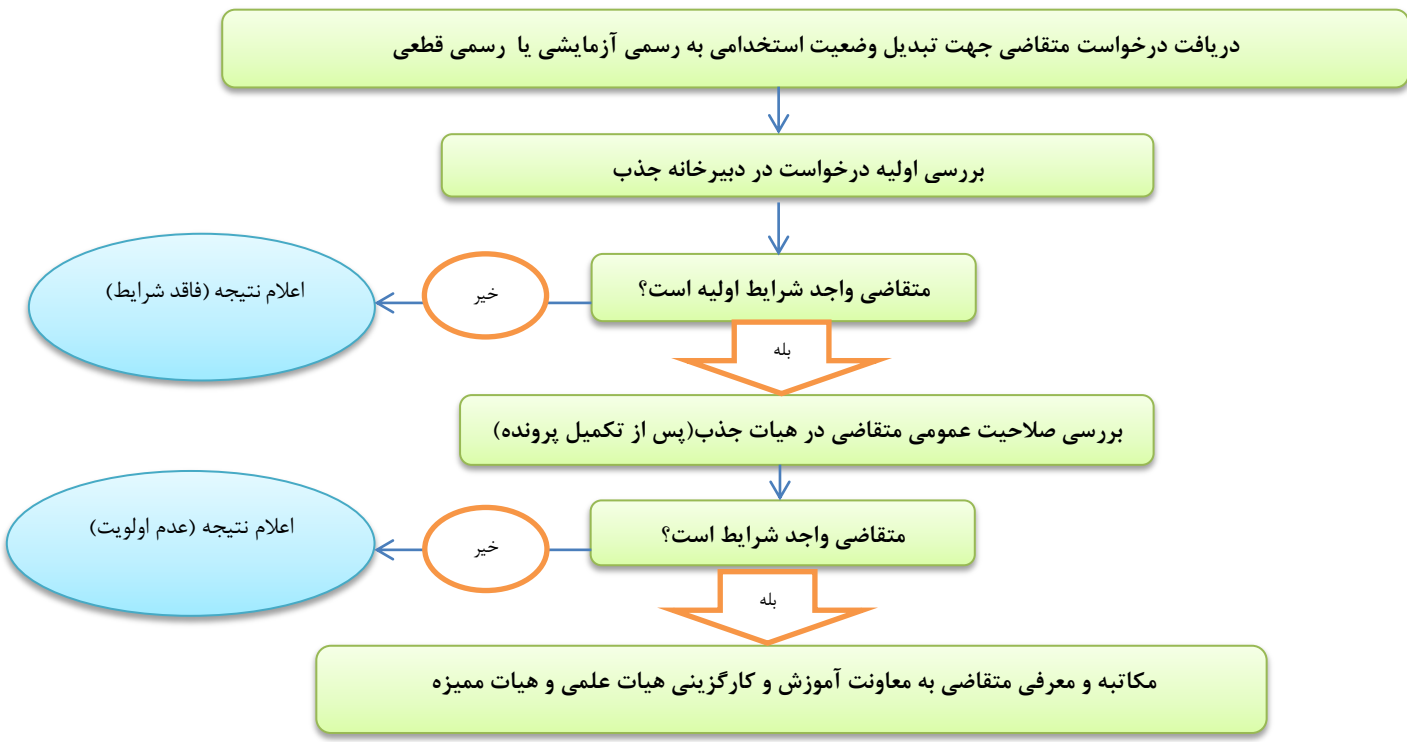 دریافت درخواست متقاضی جهت تبدیل وضعیت استخدامی به رسمی آزمایشی یا رسمی قطعی
بررسی اولیه درخواست در دبیرخانه جذب
متقاضی واجد شرایط اولیه است؟
خیر
اعلام نتیجه (فاقد شرایط)
بله
بررسی صلاحیت عمومی متقاضی در هیات جذب(پس از تکمیل پرونده)
متقاضی واجد شرایط است؟
خیر
اعلام نتیجه (عدم اولویت)
بله
مکاتبه و معرفی متقاضی به معاونت آموزش و کارگزینی هیات علمی و هیات ممیزه